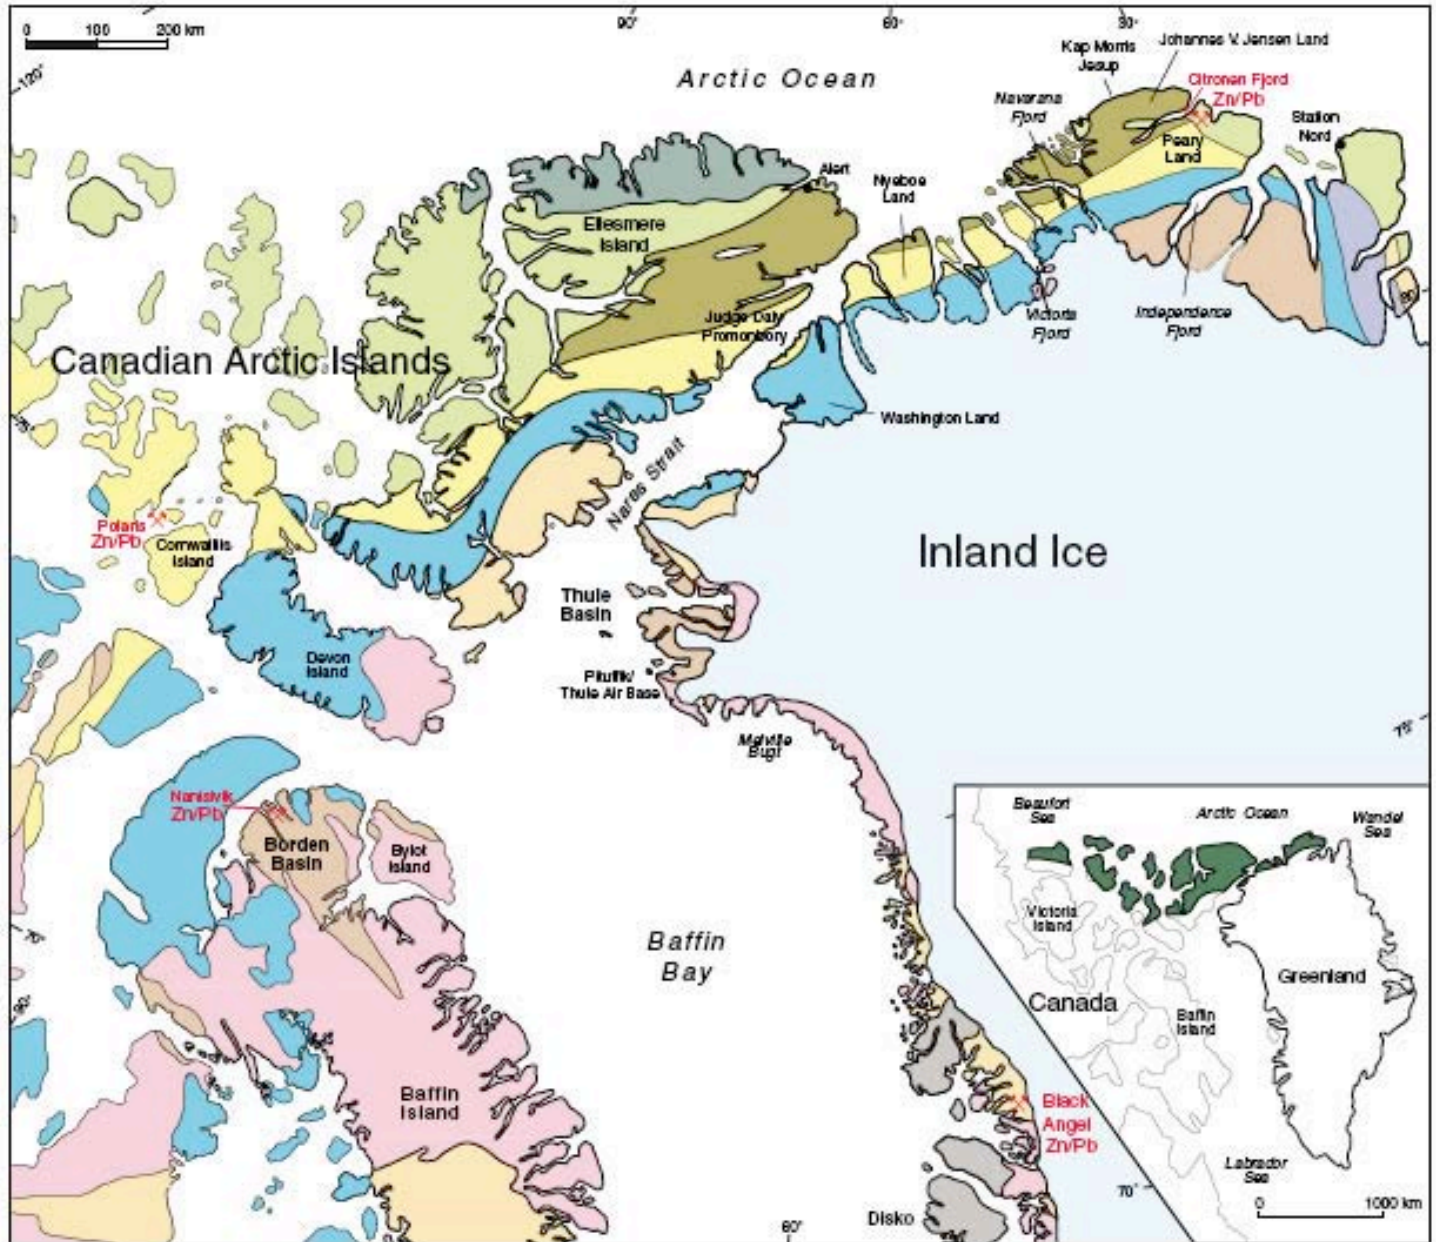 0 100 200 km
90°
60°
30°
120°
Arctic Ocean
Kap Morris
Jesup
Johannes V. Jensen Land
Citronen Fjord
Zn/Pb
Navarana
Fjord
Station
Nord
Peary
Land
Alert
Nyeboe
Land
Ellesmere
Island
Judge Daly
Promontory
Victoria
Fjord
Independence
Fjord
80°
Canadian Arctic Islands
Washington Land
75°
Nares Strait
Polaris
Zn/Pb
Cornwallis
Island
Inland Ice
Thule
Basin
Devon
Island
Pituffik/
Thule Air Base
75°
Melville
Bugt
Nanisivik
Zn/Pb
Borden
Basin
Bylot
Island
Beaufort
Sea
Arctic Ocean
Wandel
Sea
Victoria
Island
70°
Baffin
Bay
Greenland
Canada
Baffin
Island
90°
Baffin
Island
Black
Angel
Zn/Pb
Labrador
Sea
70°
0 1000 km
Disko
60°